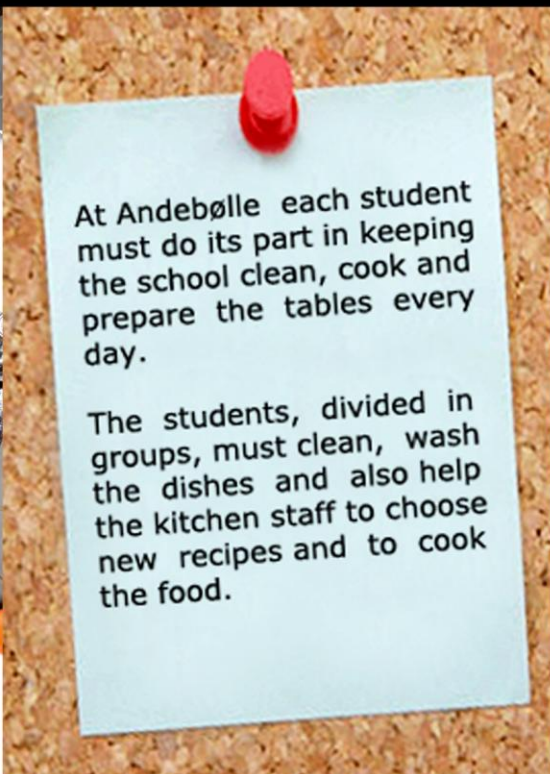 At Andebølle each student
must do its part in keeping
the school clean, cook and
prepare the tables every
day.
The students, divided in
groups, must clean, wash
the dishes and also help
the kitchen staff to choose
new recipes and to cook
the food.